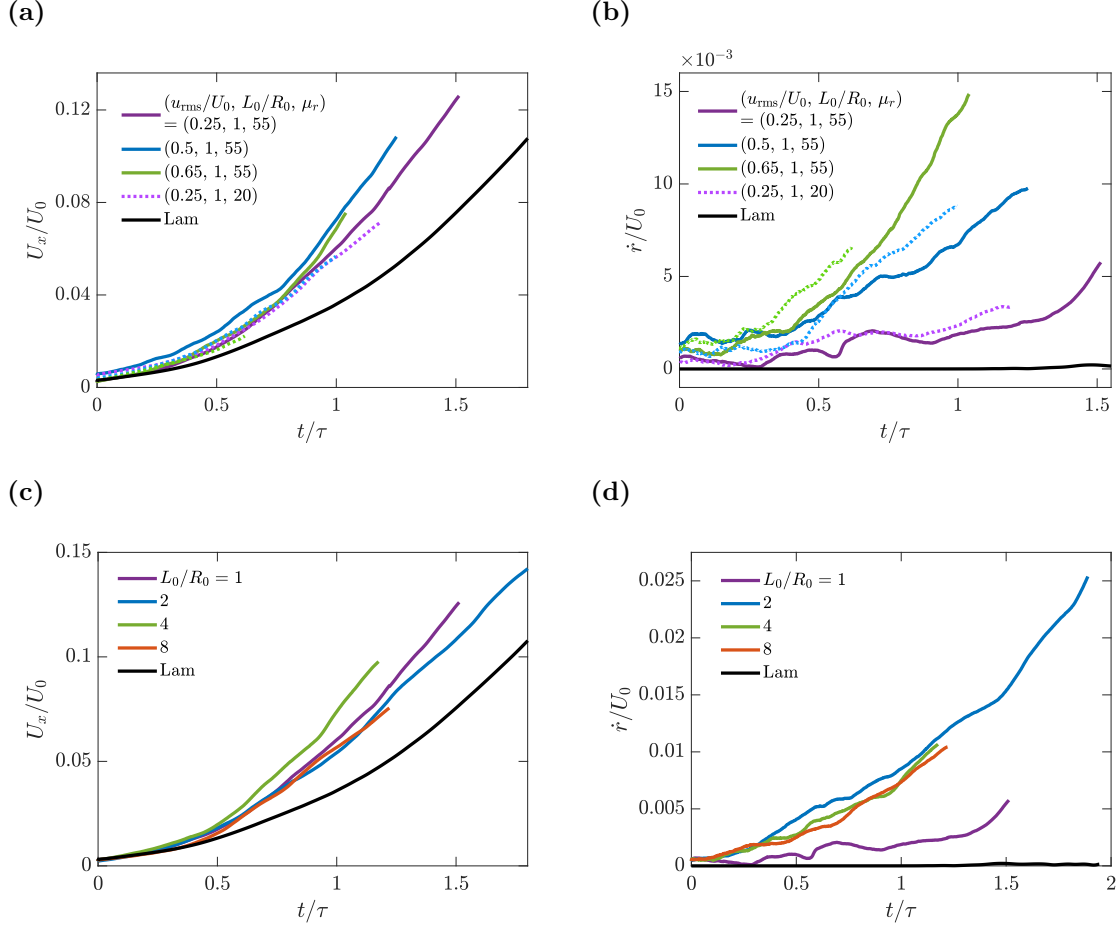 (a)
0.12
0.08
0.04
0
U_x/U_0
(u_rms/U_0, L_0/R_0, μ_r)
= (0.25, 1, 55)
(0.5, 1, 55)
(0.65, 1, 55)
(0.25, 1, 20)
Lam
0 0.5 1 1.5
t/τ
(b)
×10^−3
15
10
5
0
ṙ/U_0
(u_rms/U_0, L_0/R_0, μ_r)
= (0.25, 1, 55)
(0.5, 1, 55)
(0.65, 1, 55)
(0.25, 1, 20)
Lam
0 0.5 1 1.5
t/τ
(c)
0.15
0.1
0.05
0
U_x/U_0
L_0/R_0 = 1
2
4
8
Lam
0 0.5 1 1.5
t/τ
(d)
0.025
0.02
0.015
0.01
0.005
0
ṙ/U_0
L_0/R_0 = 1
2
4
8
Lam
0 0.5 1 1.5 2
t/τ